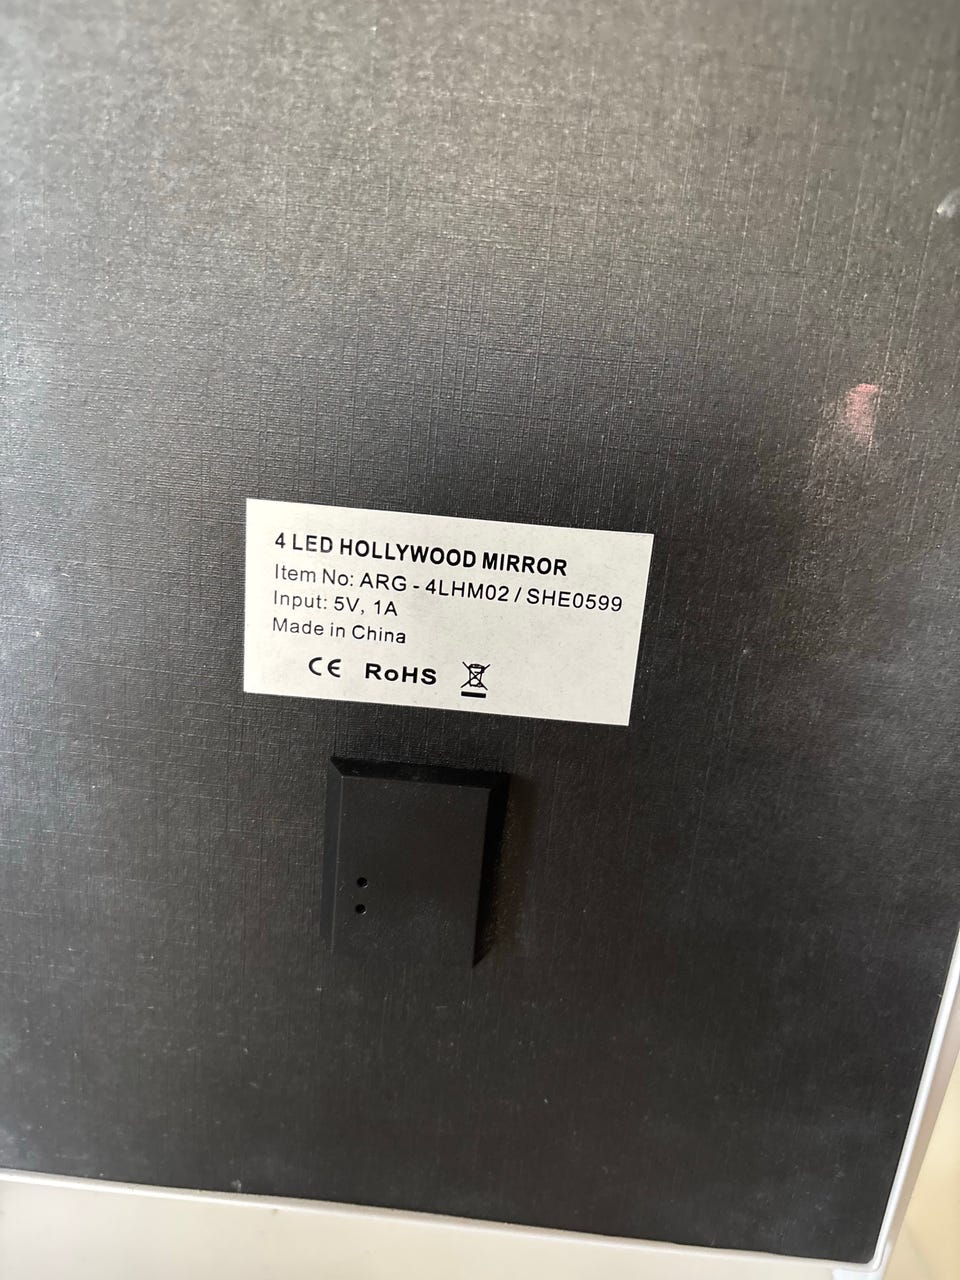 4 LED HOLLYWOOD MIRROR
Item No: ARG - 4LHM02 / SHE0599
Input: 5V, 1A
Made in China
CE RoHS